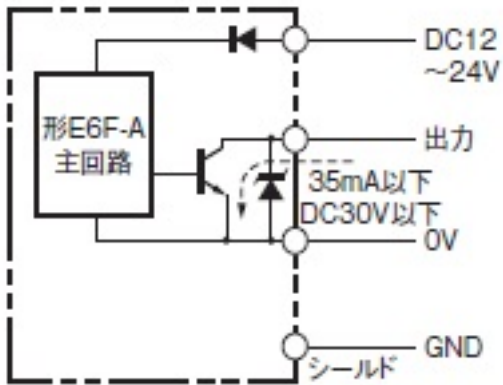 DC12
～24V
形E6F-A
主回路
出力
35mA以下
DC30V以下
0V
GND
シールド